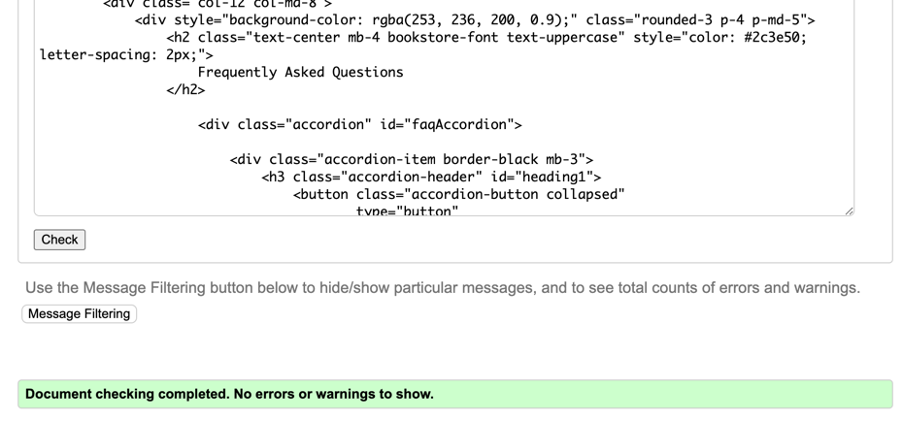 <div class="col-12 col-md-8">
<div style="background-color: rgba(253, 236, 200, 0.9);" class="rounded-3 p-4 p-md-5">
<h2 class="text-center mb-4 bookstore-font text-uppercase" style="color: #2c3e50;
letter-spacing: 2px;">
Frequently Asked Questions
</h2>
<div class="accordion" id="faqAccordion">
<div class="accordion-item border-black mb-3">
<h3 class="accordion-header" id="heading1">
<button class="accordion-button collapsed"
type="button"
Check
Use the Message Filtering button below to hide/show particular messages, and to see total counts of errors and warnings.
Message Filtering
Document checking completed. No errors or warnings to show.